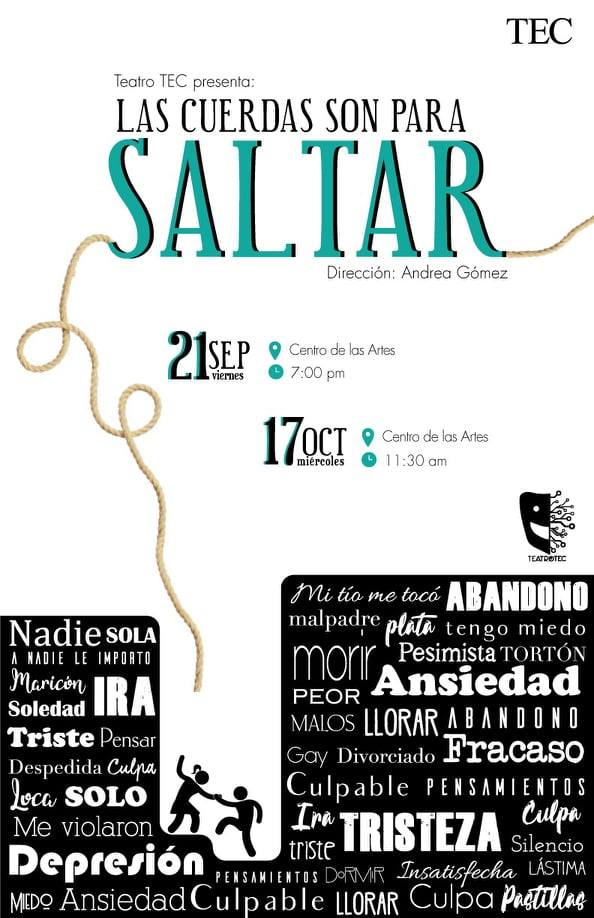 TEC
Teatro TEC presenta:
LAS CUERDAS SON PARA
SALTAR
Dirección: Andrea Gómez
21 SEP
viernes
Centro de las Artes
7:00 pm
17 OCT
miércoles
Centro de las Artes
11:30 am
TEATROTEC
Nadie SOLA
A NADIE LE IMPORTO
Maricón
Soledad IRA
Triste Pensar
Despedida Culpa
Loca SOLO
Me violaron
Depresión
MIEDO Ansiedad
Mi tío me tocó ABANDONO
malpadre plata tengo miedo
morir Pesimista TORTÓN
PEOR Ansiedad
MALOS LLORAR ABANDONO
Gay Divorciado Fracaso
Culpable PENSAMIENTOS
Ira TRISTEZA Culpa
triste Silencio
PENSAMIENTOS DORMIR Insatisfecha LÁSTIMA
Culpable LLORAR Culpa Pastillas